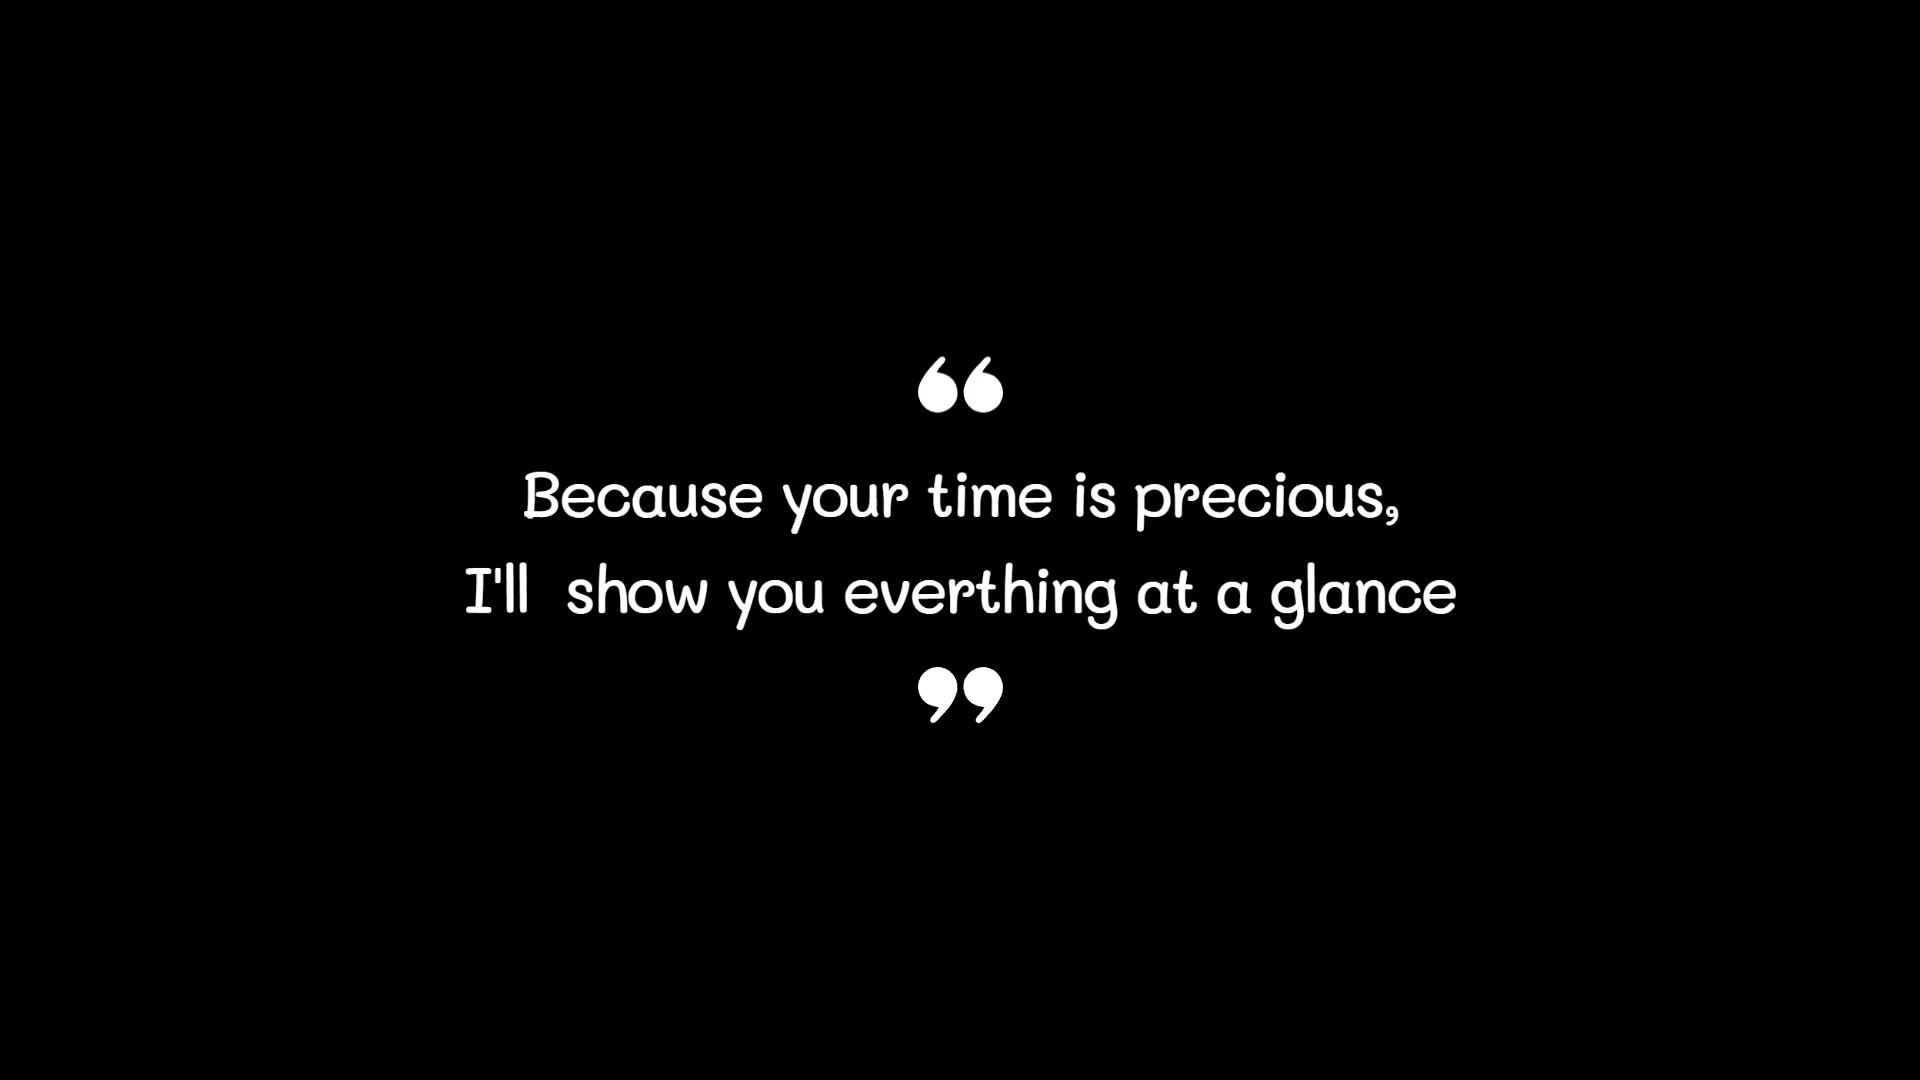 “
Because your time is precious,
I'll  show you everthing at a glance
”